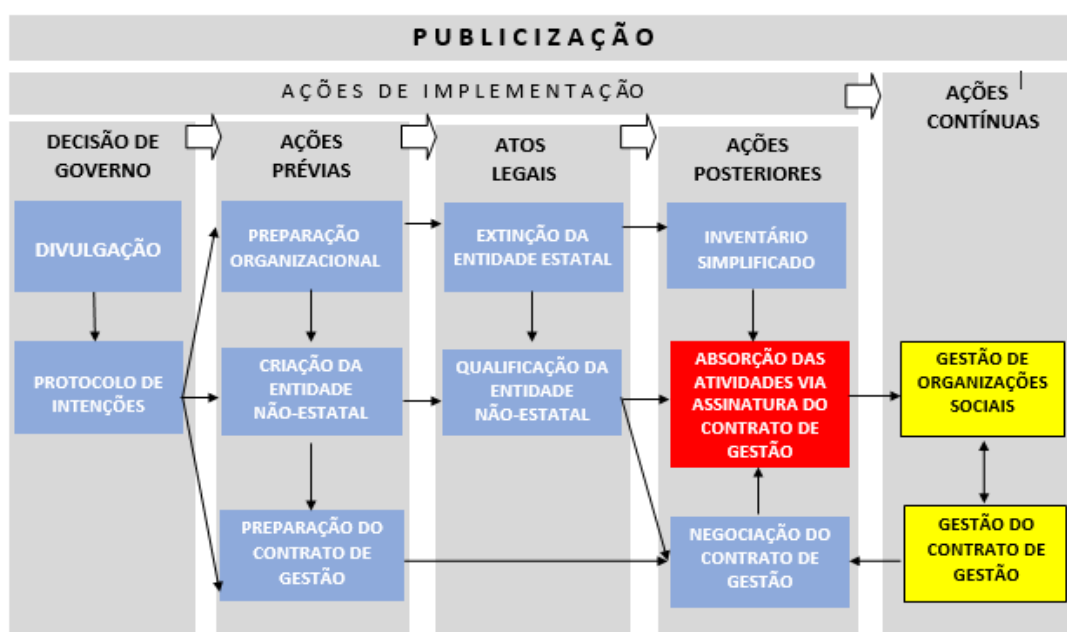 PUBLICIZAÇÃO
AÇÕES DE IMPLEMENTAÇÃO
AÇÕES
CONTÍNUAS
DECISÃO DE
GOVERNO
AÇÕES
PRÉVIAS
ATOS
LEGAIS
AÇÕES
POSTERIORES
DIVULGAÇÃO
PREPARAÇÃO
ORGANIZACIONAL
EXTINÇÃO DA
ENTIDADE ESTATAL
INVENTÁRIO
SIMPLIFICADO
PROTOCOLO DE
INTENÇÕES
CRIAÇÃO DA
ENTIDADE
NÃO-ESTATAL
QUALIFICAÇÃO DA
ENTIDADE
NÃO-ESTATAL
ABSORÇÃO DAS
ATIVIDADES VIA
ASSINATURA DO
CONTRATO DE
GESTÃO
GESTÃO DE
ORGANIZAÇÕES
SOCIAIS
PREPARAÇÃO DO
CONTRATO DE
GESTÃO
NEGOCIAÇÃO DO
CONTRATO DE
GESTÃO
GESTÃO DO
CONTRATO DE
GESTÃO